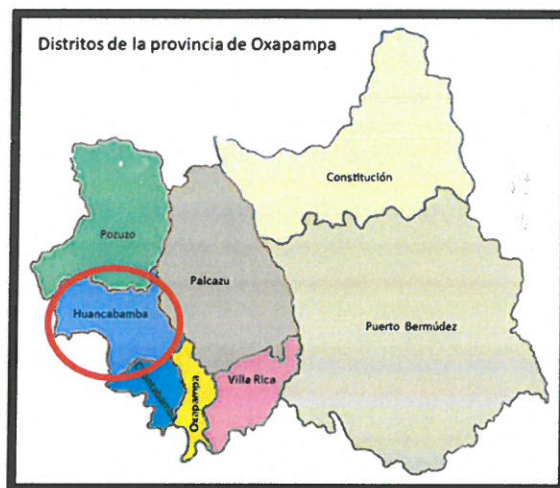 Distritos de la provincia de Oxapampa
Constitución
Pozuzo
Palcazu
Huancabamba
Puerto Bermúdez
Villa Rica
Oxapampa